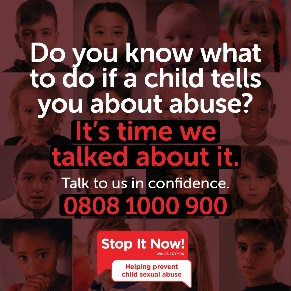 Do you know what
to do if a child tells
you about abuse?
It's time we
talked about it.
Talk to us in confidence.
0808 1000 900
Stop It Now!
Helping prevent
child sexual abuse